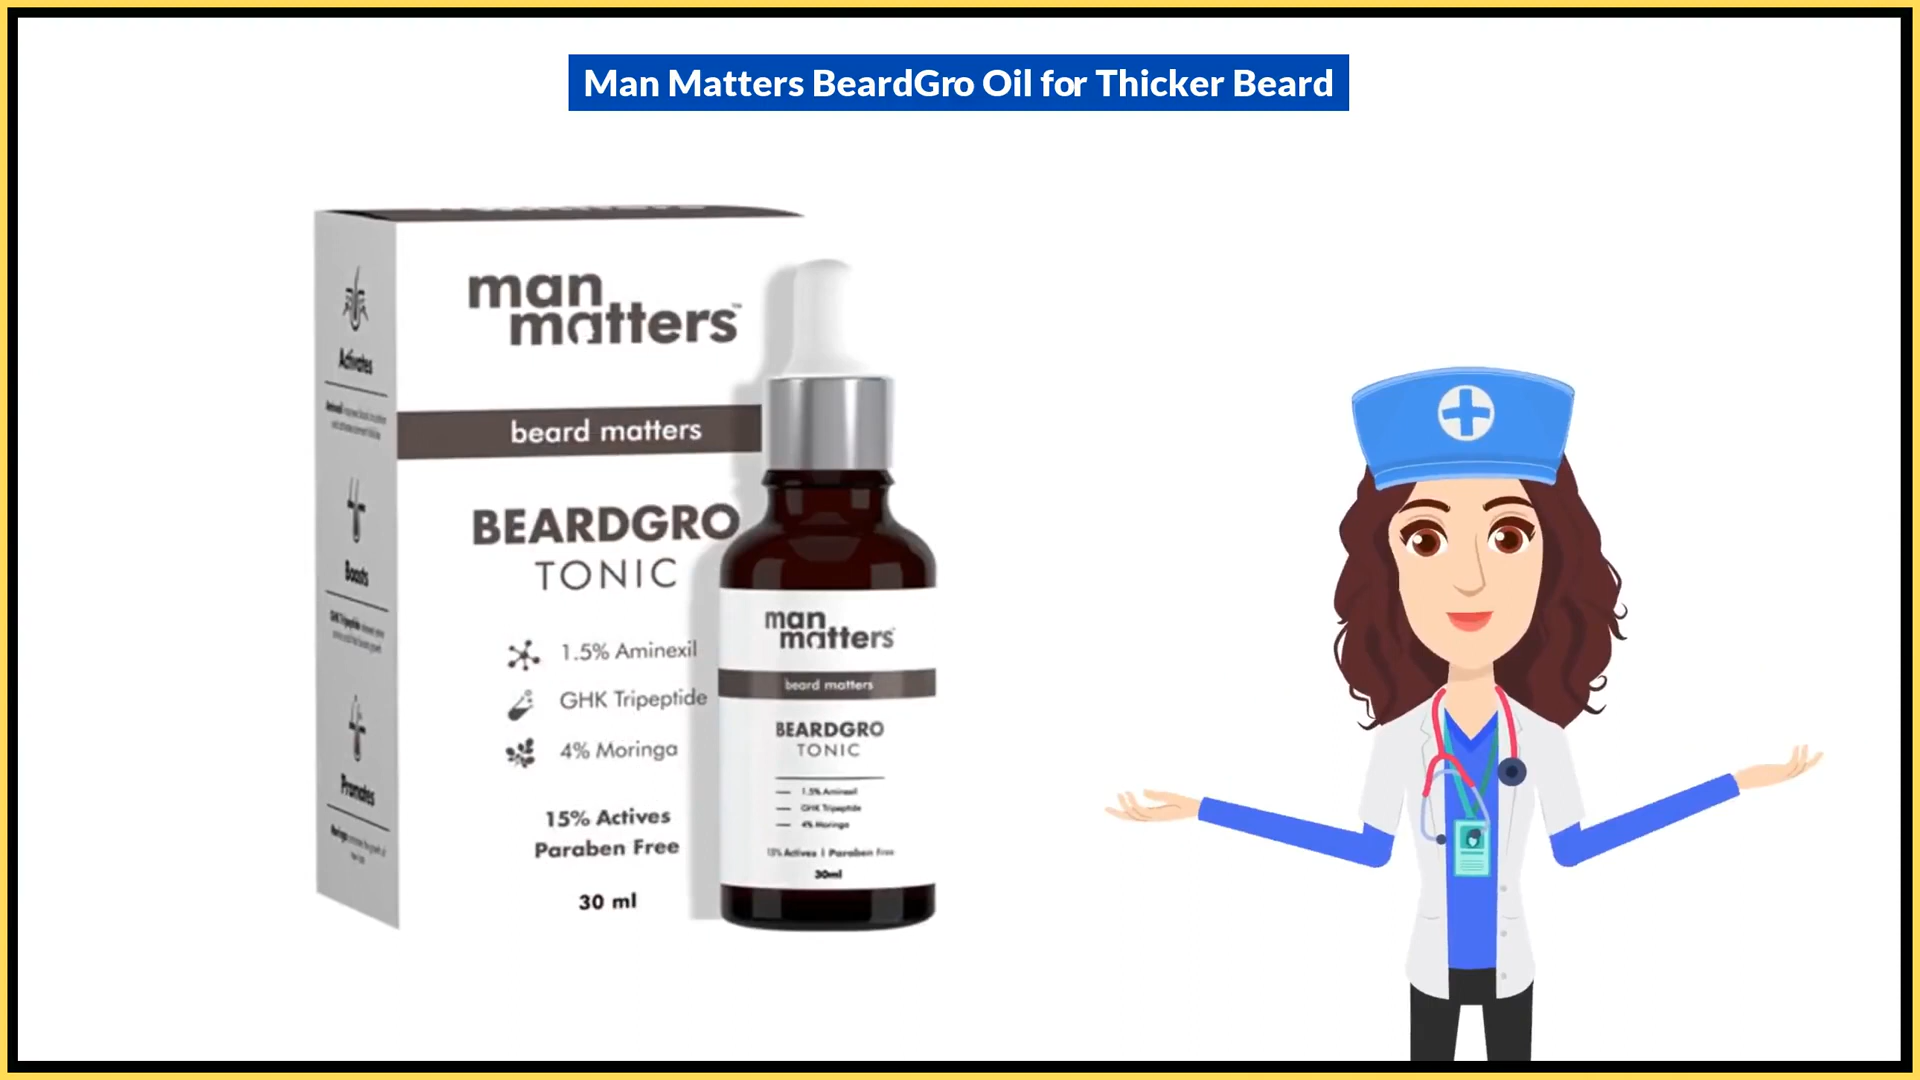 Man Matters BeardGro Oil for Thicker Beard
man
matters™
beard matters
BEARDGRO
TONIC
1.5% Aminexil
GHK Tripeptide
4% Moringa
15% Actives
Paraben Free
30 ml
Activates
Boosts
Promotes
man
matters
beard matters
BEARDGRO
TONIC
1.5% Aminexil
GHK Tripeptide
4% Moringa
15% Actives | Paraben Free
30ml